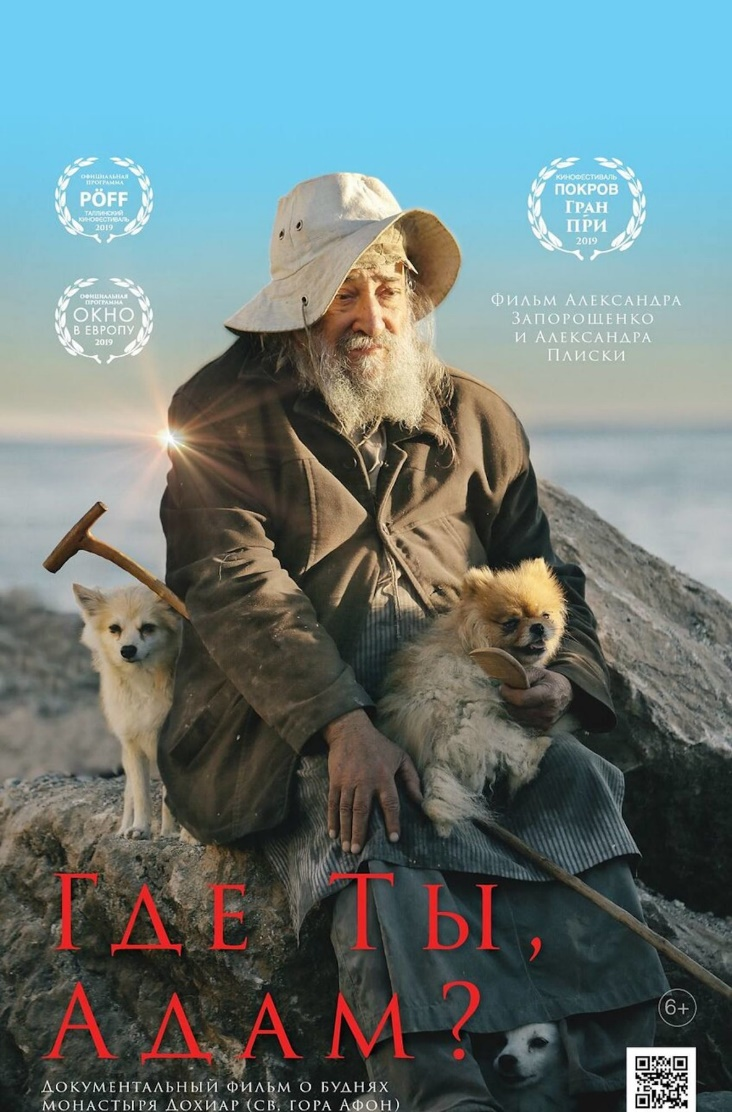 ОФИЦИАЛЬНАЯ
ПРОГРАММА
PÖFF
ТАЛЛИНСКИЙ
КИНОФЕСТИВАЛЬ
2019
КИНОФЕСТИВАЛЬ
ПОКРОВ
ГРАН
-
ПРИ
2019
ОФИЦИАЛЬНАЯ
ПРОГРАММА
ОКНО
В ЕВРОПУ
2019
ФИЛЬМ АЛЕКСАНДРА
ЗАПОРОЩЕНКО
И АЛЕКСАНДРА
ПЛИСКИ
ГДЕ ТЫ,
АДАМ?
6+
ДОКУМЕНТАЛЬНЫЙ ФИЛЬМ О БУДНЯХ
МОНАСТЫРЯ ДОХИАР (СВ. ГОРА АФОН)